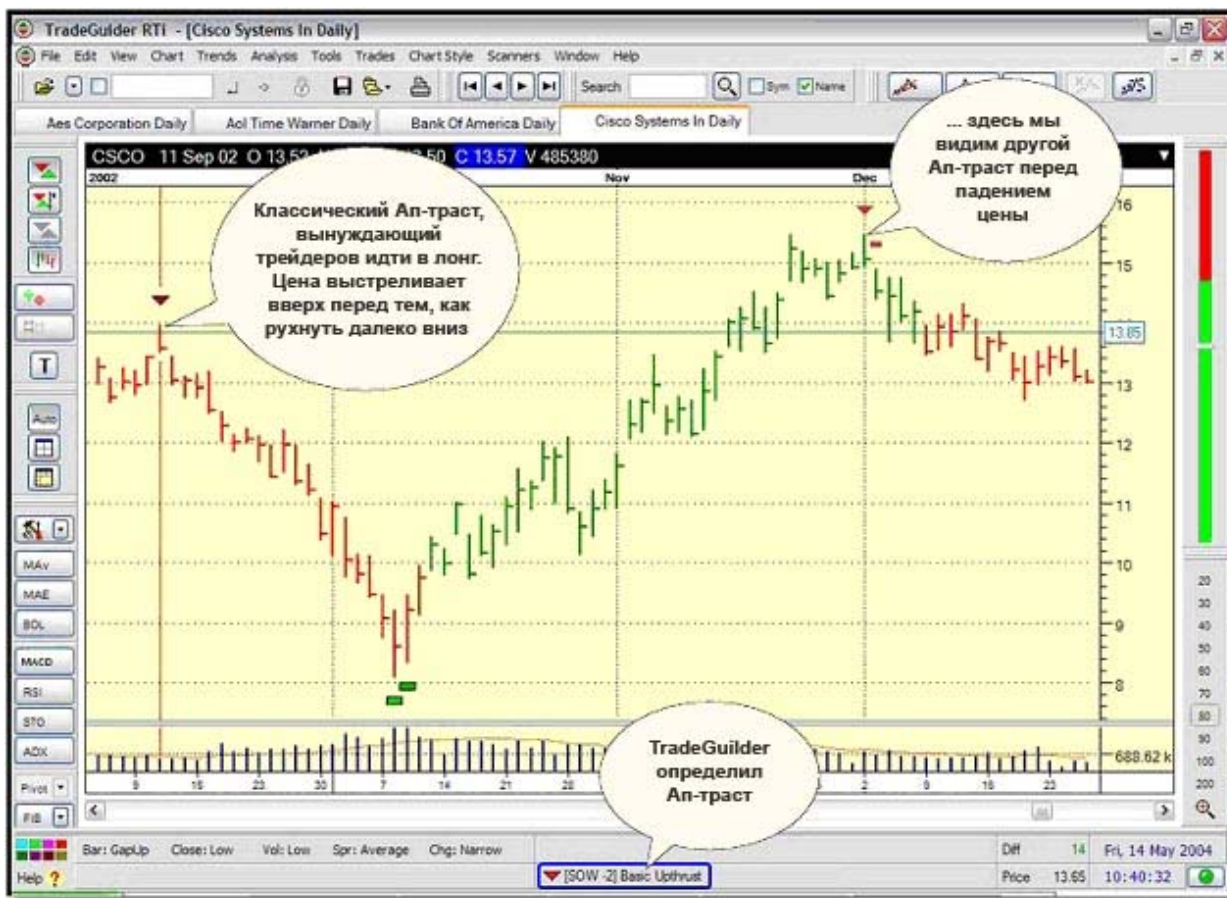 TradeGuilder RTi - [Cisco Systems In Daily]
File Edit View Chart Trends Analysis Tools Trades Chart Style Scanners Window Help
Search Sym Name
Aes Corporation Daily Aol Time Warner Daily Bank Of America Daily Cisco Systems In Daily
CSCO 11 Sep 02 O 13.52 .50 C 13.57 V 485380
2002 Nov Dec
... здесь мы
видим другой
Ап-траст перед
падением
цены
Классический Ап-траст,
вынуждающий
трейдеров идти в лонг.
Цена выстреливает
вверх перед тем, как
рухнуть далеко вниз
16
15
13.85
13
12
11
10
9
8
T
Auto
MAv
MAE
BOL
MACD
RSI
STO
ADX
Pivot
FIB
20
30
40
50
60
70
80
90
100
200
TradeGuilder
определил
Ап-траст
688.62 k
9 16 23 30 7 14 21 28 18 2 9 16 23
Bar: GapUp Close: Low Vol: Low Spr: Average Chg: Narrow Diff 14 Fri, 14 May 2004
Help ? [SOW -2] Basic Upthrust Price 13.65 10:40:32